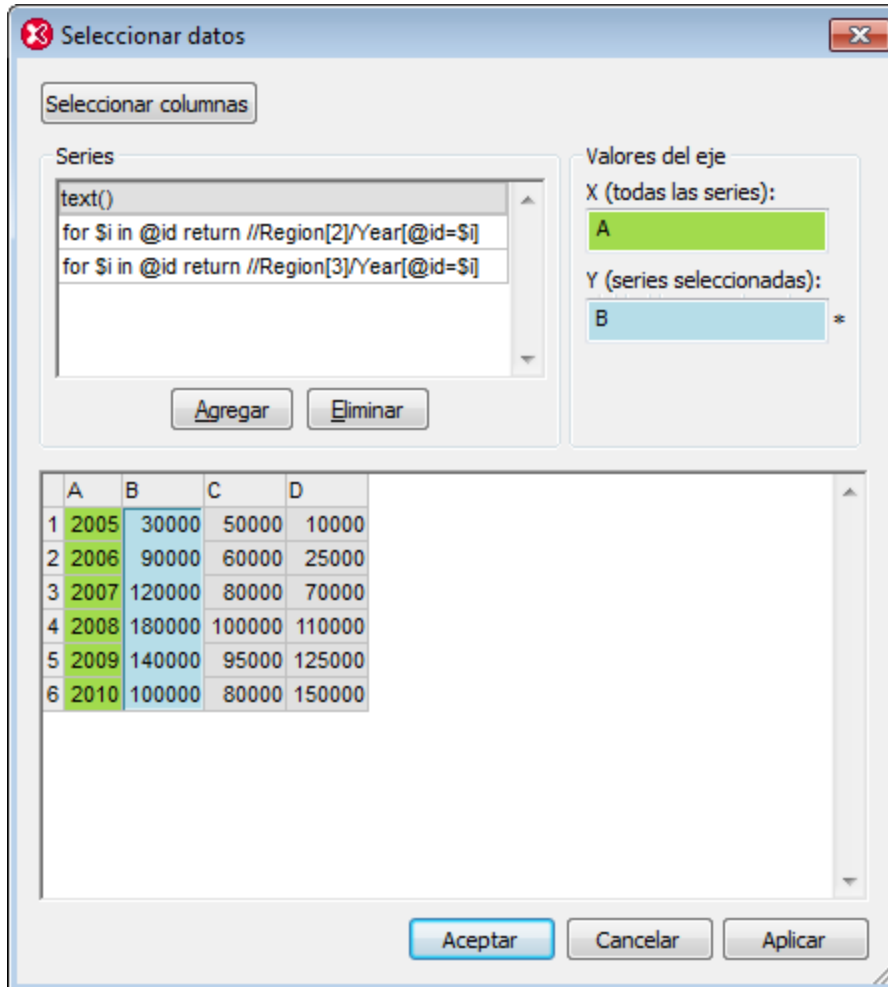 Seleccionar datos
Seleccionar columnas
Series
text()
for $i in @id return //Region[2]/Year[@id=$i]
for $i in @id return //Region[3]/Year[@id=$i]
Agregar Eliminar
Valores del eje
X (todas las series):
A
Y (series seleccionadas):
B *
A B C D
1 2005 30000 50000 10000
2 2006 90000 60000 25000
3 2007 120000 80000 70000
4 2008 180000 100000 110000
5 2009 140000 95000 125000
6 2010 100000 80000 150000
Aceptar Cancelar Aplicar